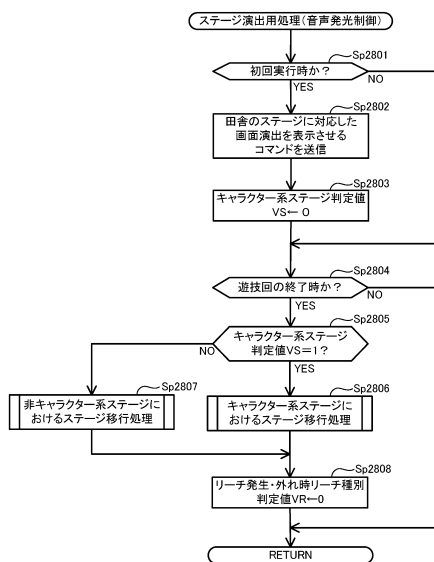 ステージ演出用処理(音声発光制御)
Sp2801
初回実行時か?
NO
YES
Sp2802
田舎のステージに対応した
画面演出を表示させる
コマンドを送信
Sp2803
キャラクター系ステージ判定値
VS←0
Sp2804
遊技回の終了時か?
NO
YES
Sp2805
キャラクター系ステージ
判定値VS=1?
NO
YES
Sp2807
非キャラクター系ステージに
おけるステージ移行処理
Sp2806
キャラクター系ステージに
おけるステージ移行処理
Sp2808
リーチ発生・外れ時リーチ種別
判定値VR←0
RETURN